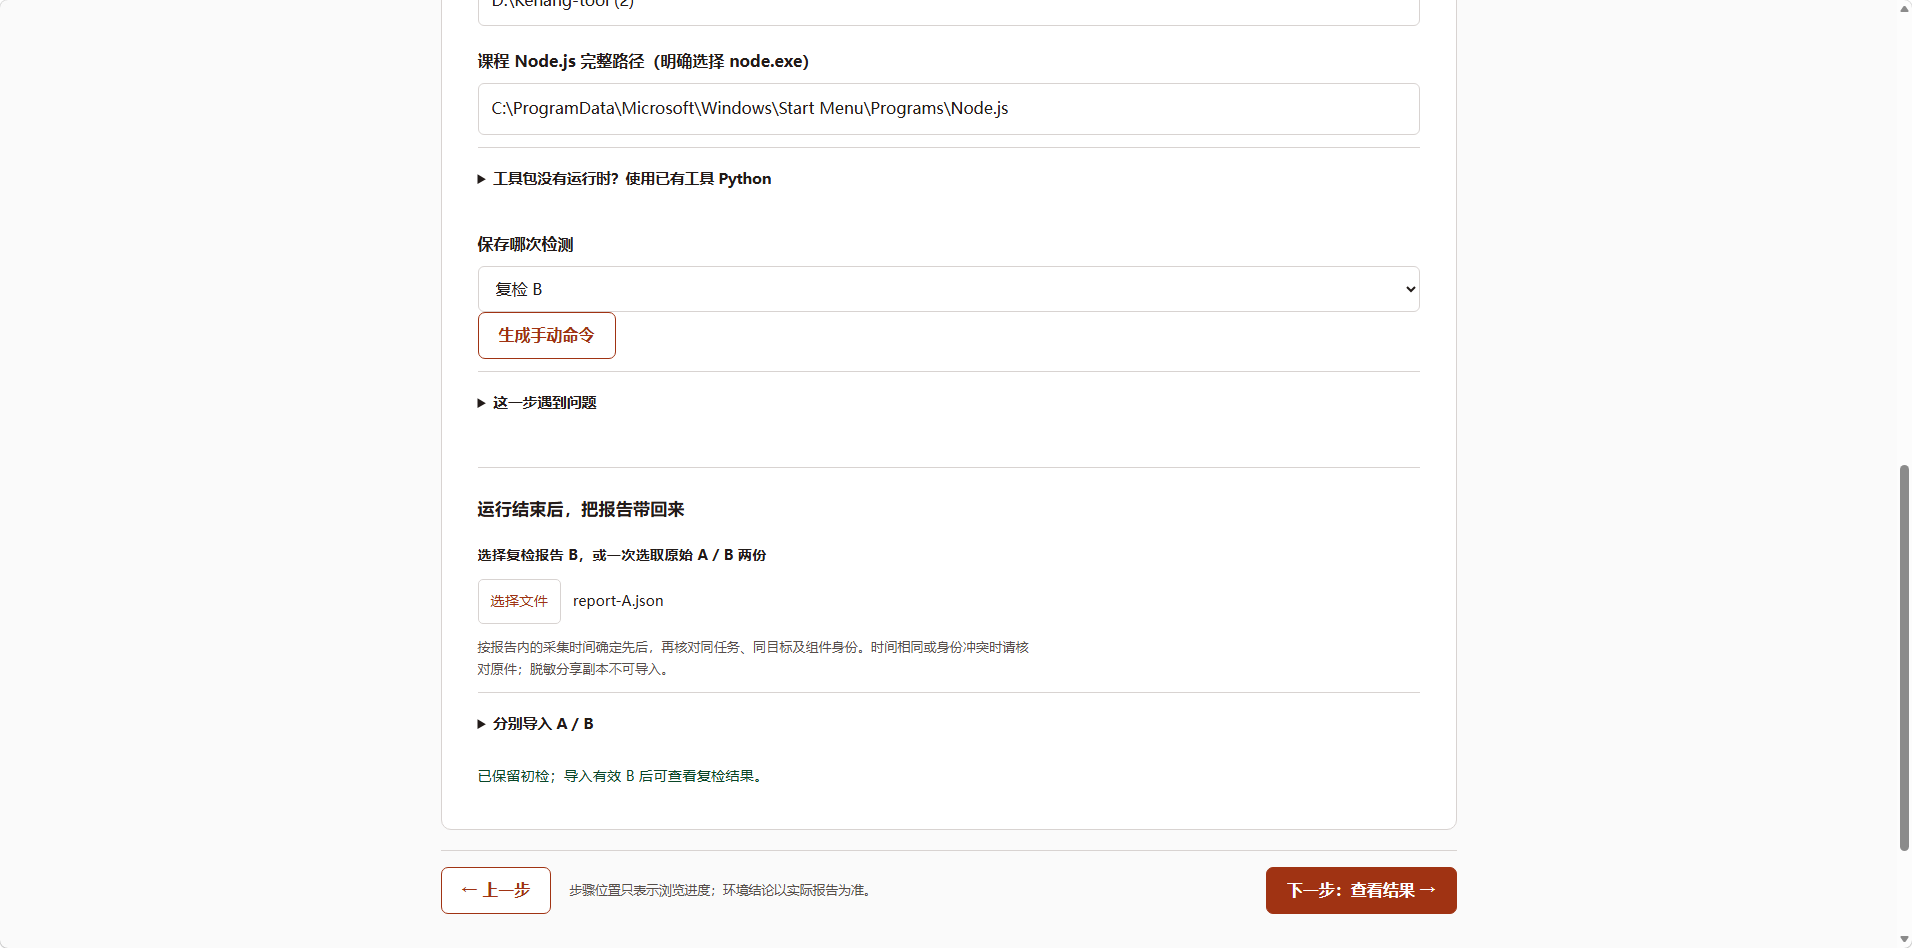 D:\Kehang-tool (2)
课程 Node.js 完整路径（明确选择 node.exe）
C:\ProgramData\Microsoft\Windows\Start Menu\Programs\Node.js
▶ 工具包没有运行时？使用已有工具 Python
保存哪次检测
复检 B
生成手动命令
▶ 这一步遇到问题
运行结束后，把报告带回来
选择复检报告 B，或一次选取原始 A / B 两份
选择文件 report-A.json
按报告内的采集时间确定先后，再核对同任务、同目标及组件身份。时间相同或身份冲突时请核
对原件；脱敏分享副本不可导入。
▶ 分别导入 A / B
已保留初检；导入有效 B 后可查看复检结果。
← 上一步 步骤位置只表示浏览进度；环境结论以实际报告为准。 下一步：查看结果 →